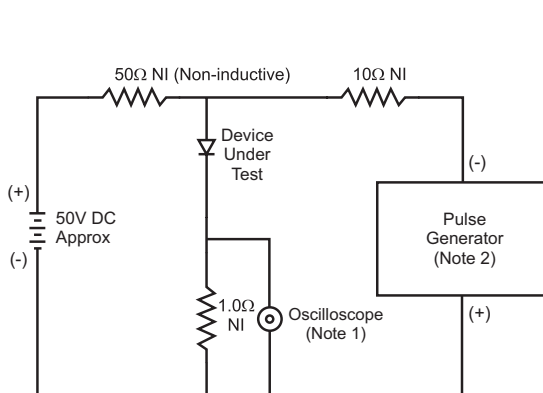 50Ω NI (Non-inductive)
10Ω NI
Device
Under
Test
(-)
(+)
50V DC
Approx
(-)
Pulse
Generator
(Note 2)
1.0Ω
NI
Oscilloscope
(Note 1)
(+)